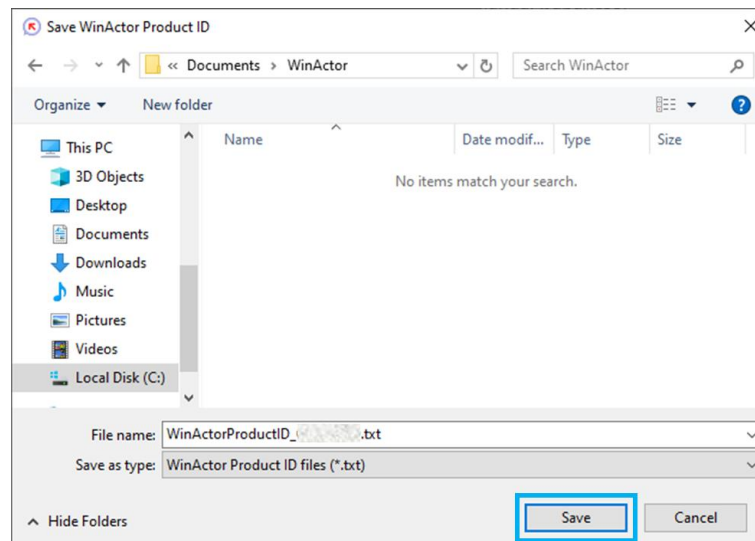 Save WinActor Product ID
« Documents › WinActor
Search WinActor
Organize
New folder
This PC
3D Objects
Desktop
Documents
Downloads
Music
Pictures
Videos
Local Disk (C:)
Name Date modif... Type Size
No items match your search.
File name: WinActorProductID_ .txt
Save as type: WinActor Product ID files (*.txt)
Hide Folders
Save
Cancel